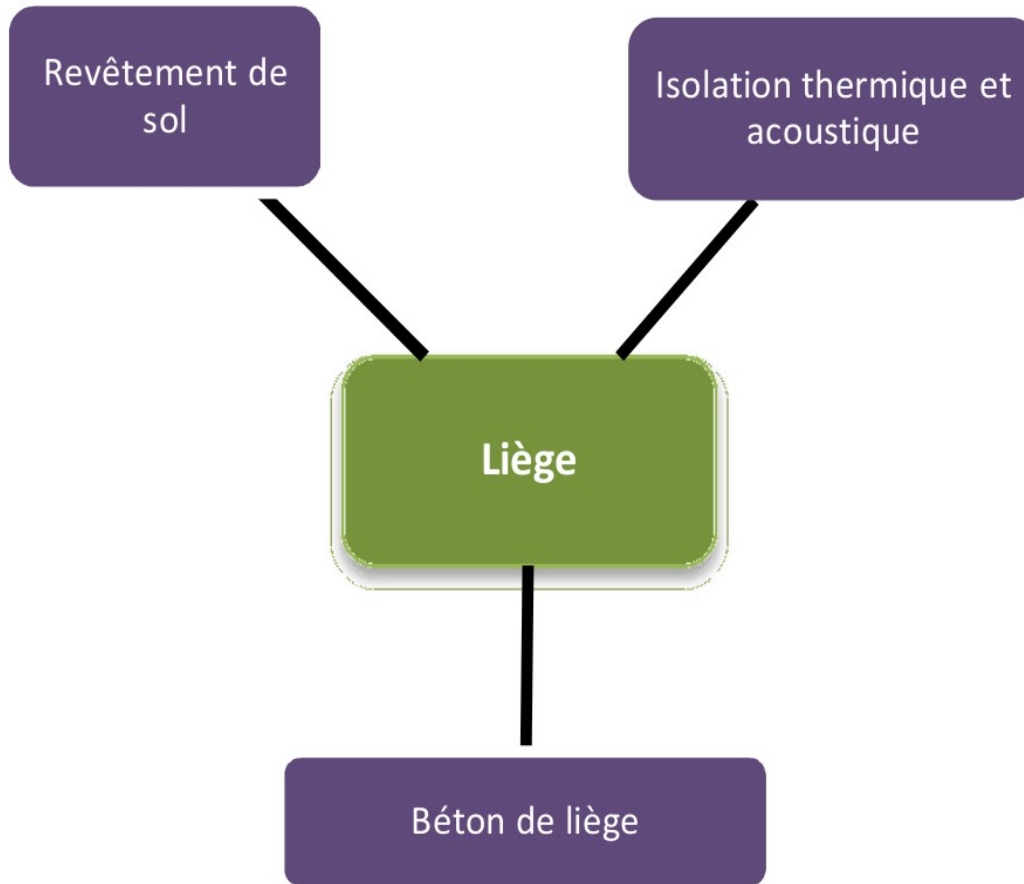 Revêtement de
sol
Isolation thermique et
acoustique
Liège
Béton de liège